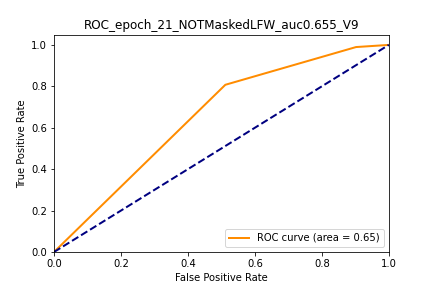 ROC_epoch_21_NOTMaskedLFW_auc0.655_V9
1.0
0.8
0.6
0.4
0.2
0.0
True Positive Rate
ROC curve (area = 0.65)
0.0 0.2 0.4 0.6 0.8 1.0
False Positive Rate